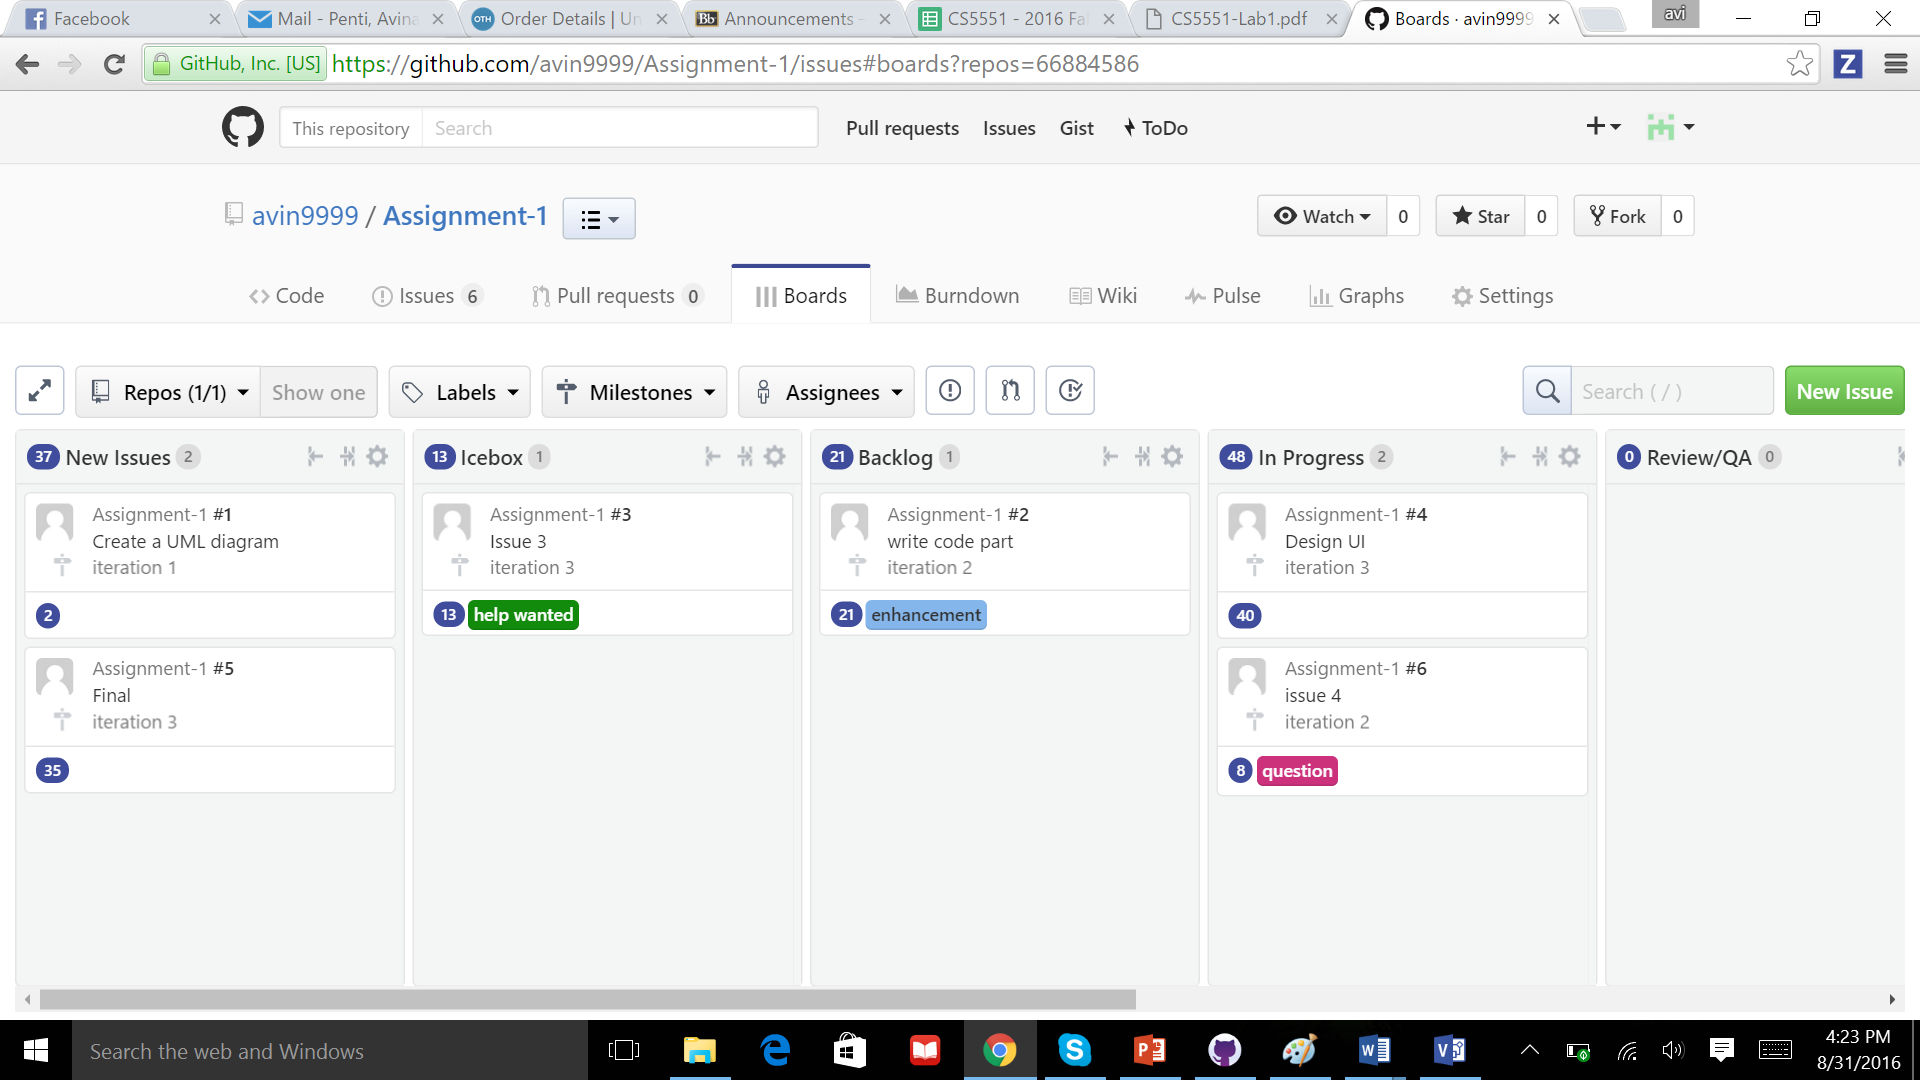 Facebook
Mail - Penti, Avina
Order Details | Un
Announcements -
CS5551 - 2016 Fal
CS5551-Lab1.pdf
Boards · avin9999
avi
GitHub, Inc. [US] https://github.com/avin9999/Assignment-1/issues#boards?repos=66884586
Z
This repository Search Pull requests Issues Gist ToDo
avin9999 / Assignment-1
Watch 0 Star 0 Fork 0
Code Issues 6 Pull requests 0 Boards Burndown Wiki Pulse Graphs Settings
Repos (1/1) Show one Labels Milestones Assignees Search ( / ) New Issue
37 New Issues 2
Assignment-1 #1
Create a UML diagram
iteration 1
2
Assignment-1 #5
Final
iteration 3
35
13 Icebox 1
Assignment-1 #3
Issue 3
iteration 3
13 help wanted
21 Backlog 1
Assignment-1 #2
write code part
iteration 2
21 enhancement
48 In Progress 2
Assignment-1 #4
Design UI
iteration 3
40
Assignment-1 #6
issue 4
iteration 2
8 question
0 Review/QA 0
Search the web and Windows
4:23 PM
8/31/2016